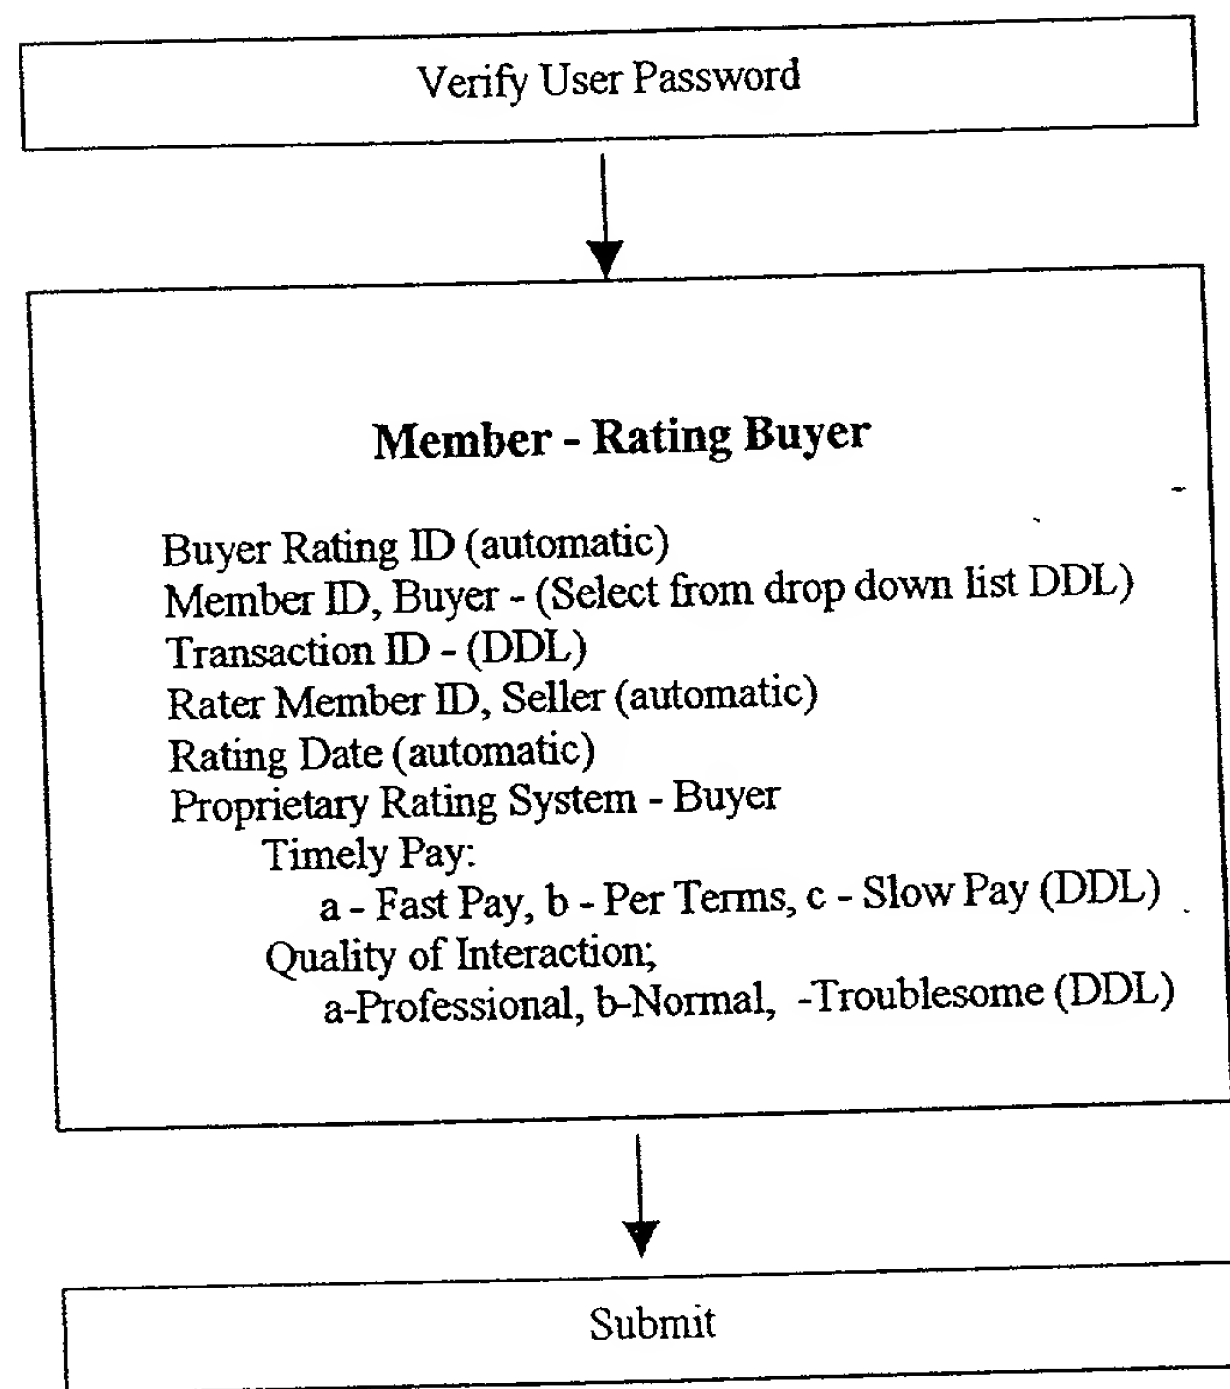 Verify User Password
Member - Rating Buyer
Buyer Rating ID (automatic)
Member ID, Buyer - (Select from drop down list DDL)
Transaction ID - (DDL)
Rater Member ID, Seller (automatic)
Rating Date (automatic)
Proprietary Rating System - Buyer
Timely Pay:
a - Fast Pay, b - Per Terms, c - Slow Pay (DDL)
Quality of Interaction;
a-Professional, b-Normal, -Troublesome (DDL)
Submit